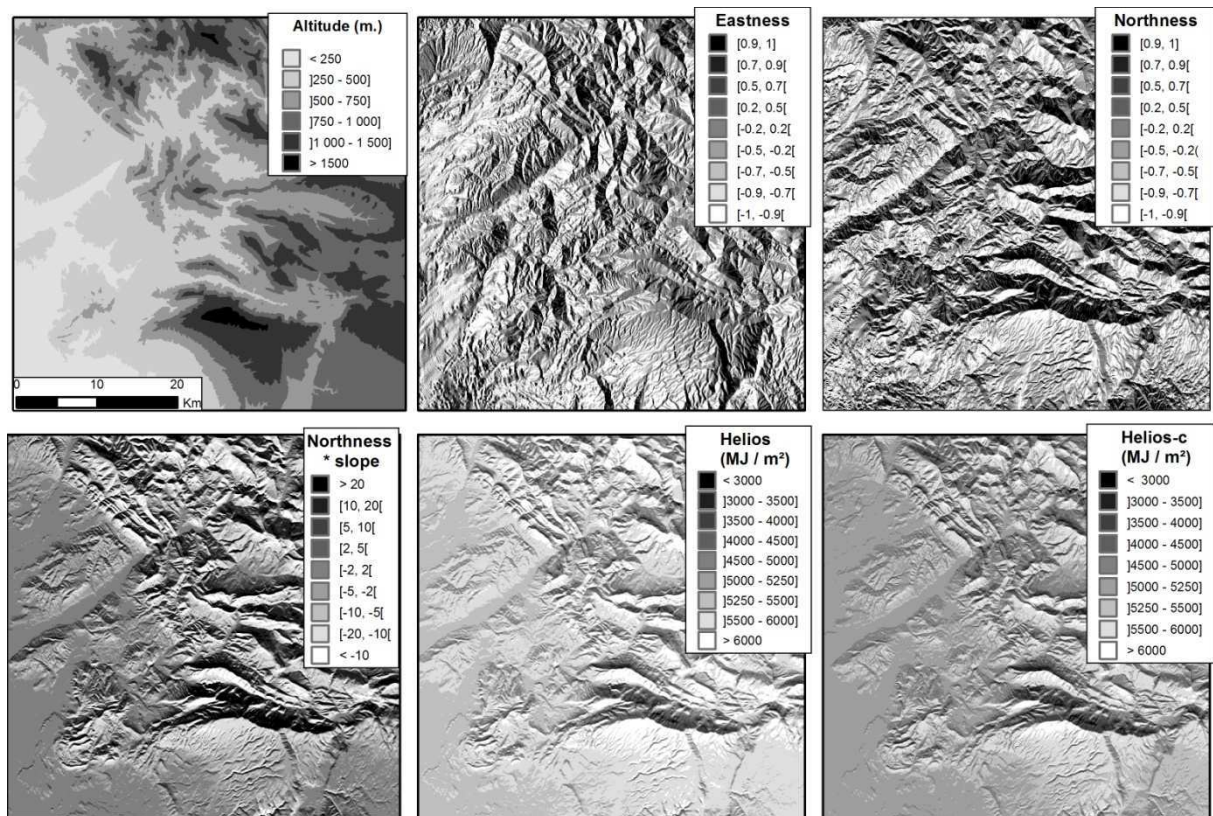 Altitude (m.)
< 250
]250 - 500]
]500 - 750]
]750 - 1 000]
]1 000 - 1 500]
> 1500
0 10 20
Km
Eastness
[0.9, 1]
[0.7, 0.9[
[0.5, 0.7[
[0.2, 0.5[
[-0.2, 0.2[
[-0.5, -0.2[
[-0.7, -0.5[
[-0.9, -0.7[
[-1, -0.9[
Northness
[0.9, 1]
[0.7, 0.9[
[0.5, 0.7[
[0.2, 0.5[
[-0.2, 0.2[
[-0.5, -0.2(
[-0.7, -0.5[
[-0.9, -0.7[
[-1, -0.9[
Northness
* slope
> 20
[10, 20[
[5, 10[
[2, 5[
[-2, 2[
[-5, -2[
[-10, -5[
[-20, -10[
< -10
Helios
(MJ / m²)
< 3000
]3000 - 3500]
]3500 - 4000]
]4000 - 4500]
]4500 - 5000]
]5000 - 5250]
]5250 - 5500]
]5500 - 6000]
> 6000
Helios-c
(MJ / m²)
< 3000
]3000 - 3500]
]3500 - 4000]
]4000 - 4500]
]4500 - 5000]
]5000 - 5250]
]5250 - 5500]
]5500 - 6000]
> 6000